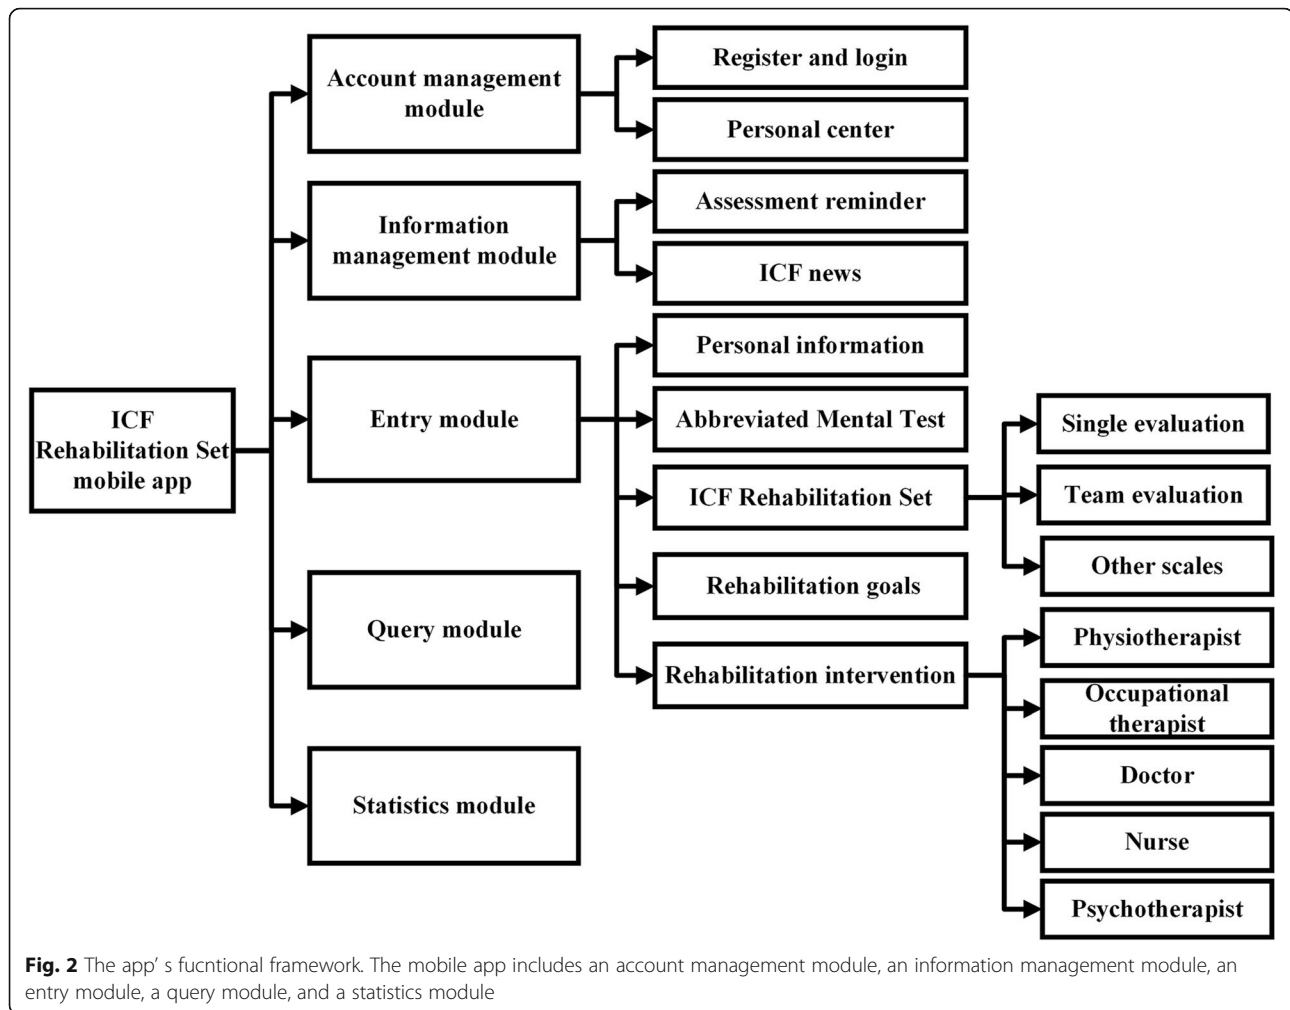 ICF
Rehabilitation Set
mobile app
Account management
module
Information
management module
Entry module
Query module
Statistics module
Register and login
Personal center
Assessment reminder
ICF news
Personal information
Abbreviated Mental Test
ICF Rehabilitation Set
Rehabilitation goals
Rehabilitation intervention
Single evaluation
Team evaluation
Other scales
Physiotherapist
Occupational
therapist
Doctor
Nurse
Psychotherapist
Fig. 2 The app' s fucntional framework. The mobile app includes an account management module, an information management module, an
entry module, a query module, and a statistics module